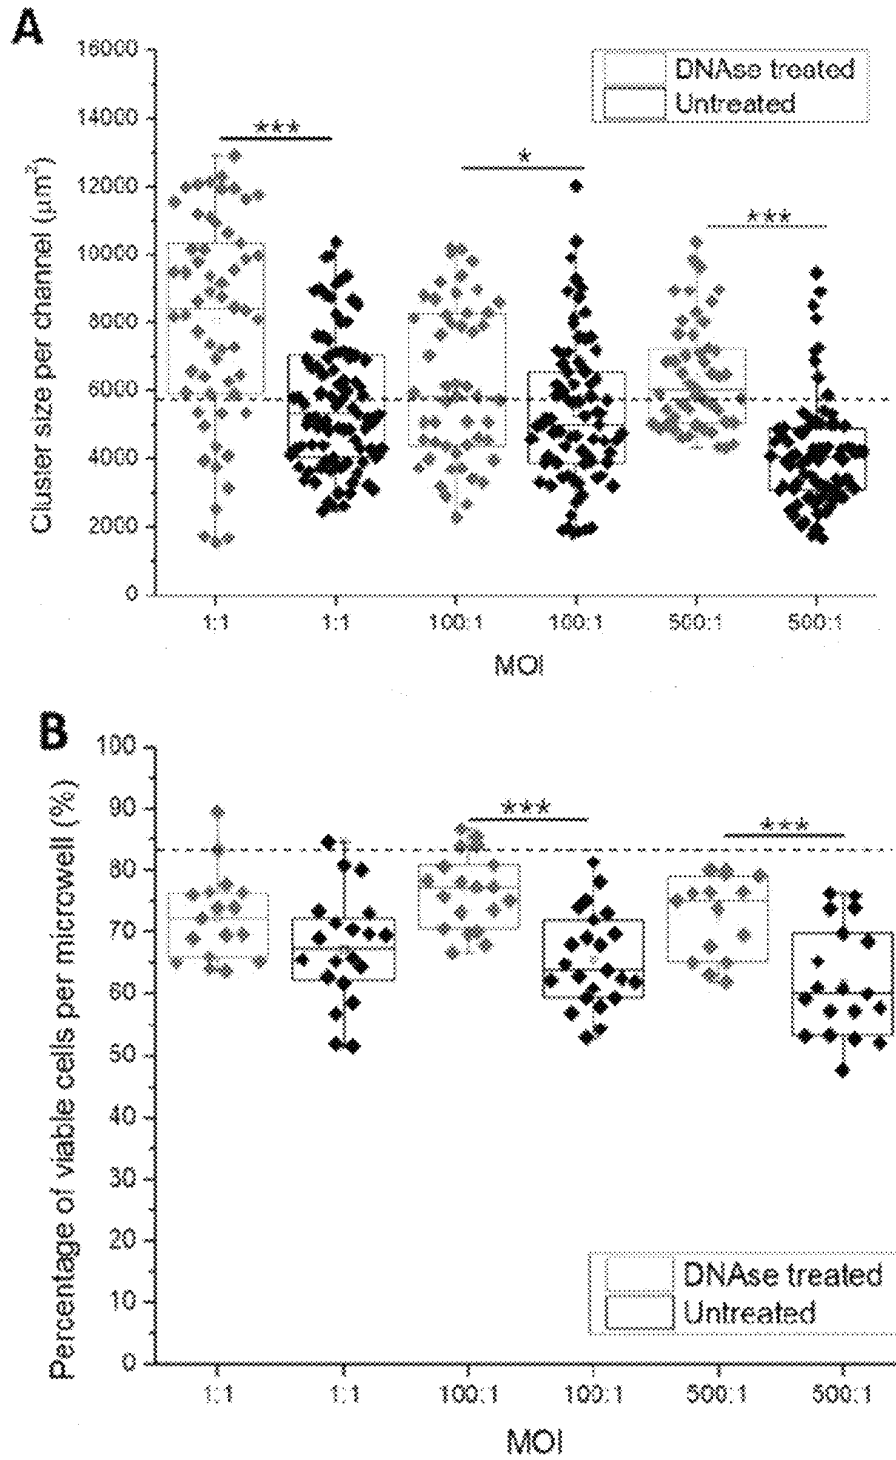 A
16000
14000
12000
10000
8000
6000
4000
2000
0
Cluster size per channel (μm²)
DNAse treated
Untreated
***
*
***
1:1 1:1 100:1 100:1 500:1 500:1
MOI
B
100
90
80
70
60
50
40
30
20
10
0
Percentage of viable cells per microwell (%)
***
***
DNAse treated
Untreated
1:1 1:1 100:1 100:1 500:1 500:1
MOI